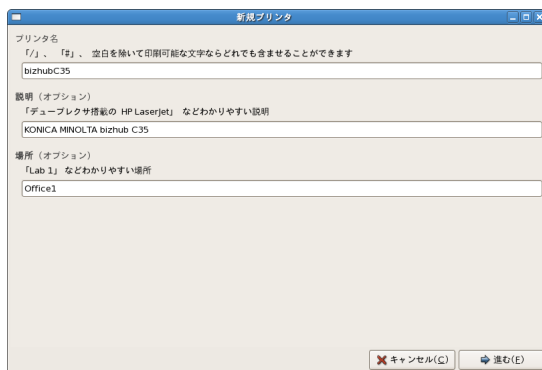 新規プリンタ
プリンタ名
「/」、「#」、空白を除いて印刷可能な文字ならどれでも含ませることができます
bizhubC35
説明 (オプション)
「デューブレクサ搭載の HP Laserjet」 などわかりやすい説明
KONICA MINOLTA bizhub C35
場所 (オプション)
「Lab 1」 などわかりやすい場所
Office1
キャンセル(C) 進む(F)